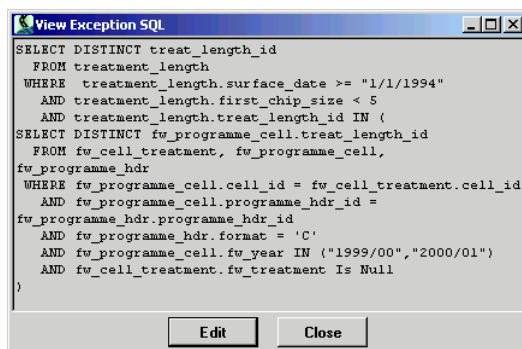 View Exception SQL
SELECT DISTINCT treat_length_id
FROM treatment_length
WHERE treatment_length.surface_date >= "1/1/1994"
AND treatment_length.first_chip_size < 5
AND treatment_length.treat_length_id IN (
SELECT DISTINCT fw_programme_cell.treat_length_id
FROM fw_cell_treatment, fw_programme_cell,
fw_programme_hdr
WHERE fw_programme_cell.cell_id = fw_cell_treatment.cell_id
AND fw_programme_cell.programme_hdr_id =
fw_programme_hdr.programme_hdr_id
AND fw_programme_hdr.format = 'C'
AND fw_programme_cell.fw_year IN ("1999/00","2000/01")
AND fw_cell_treatment.fw_treatment Is Null
)
Edit Close